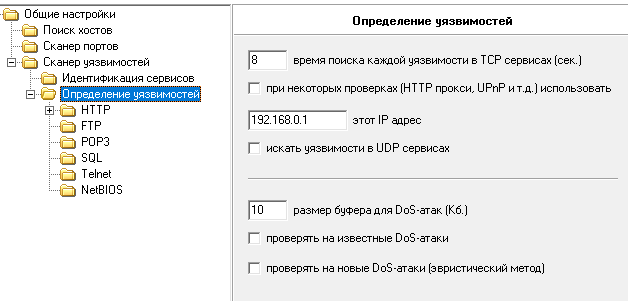 Общие настройки
Поиск хостов
Сканер портов
Сканер уязвимостей
Идентификация сервисов
Определение уязвимостей
HTTP
FTP
POP3
SQL
Telnet
NetBIOS
Определение уязвимостей
8 время поиска каждой уязвимости в TCP сервисах (сек.)
при некоторых проверках (HTTP прокси, UPnP и т.д.) использовать
192.168.0.1 этот IP адрес
искать уязвимости в UDP сервисах
10 размер буфера для DoS-атак (Кб.)
проверять на известные DoS-атаки
проверять на новые DoS-атаки (эвристический метод)